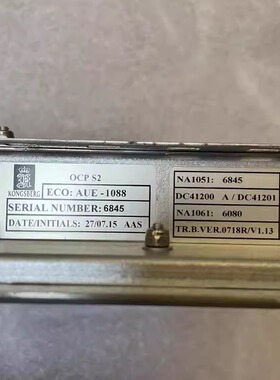 KONGSBERG
OCP S2
ECO: AUE -1088
SERIAL NUMBER: 6845
DATE/INITIALS: 27/07.15 AAS
NA1051: 6845
DC41200 A / DC41201
NA1061: 6080
TR.B.VER.0718R/V1.13